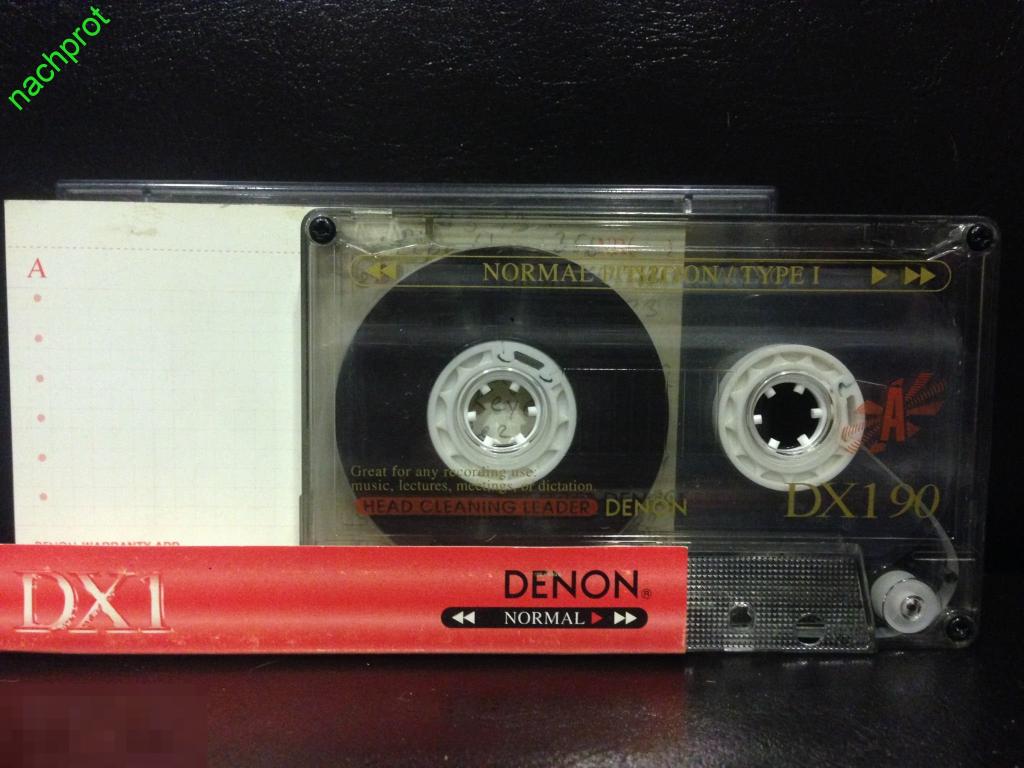 nachprot
A
NORMAL POSITION / TYPE I
A
Great for any recording use:
music, lectures, meetings, or dictation.
HEAD CLEANING LEADER DENON
DX1 90
DX1
DENON®
NORMAL